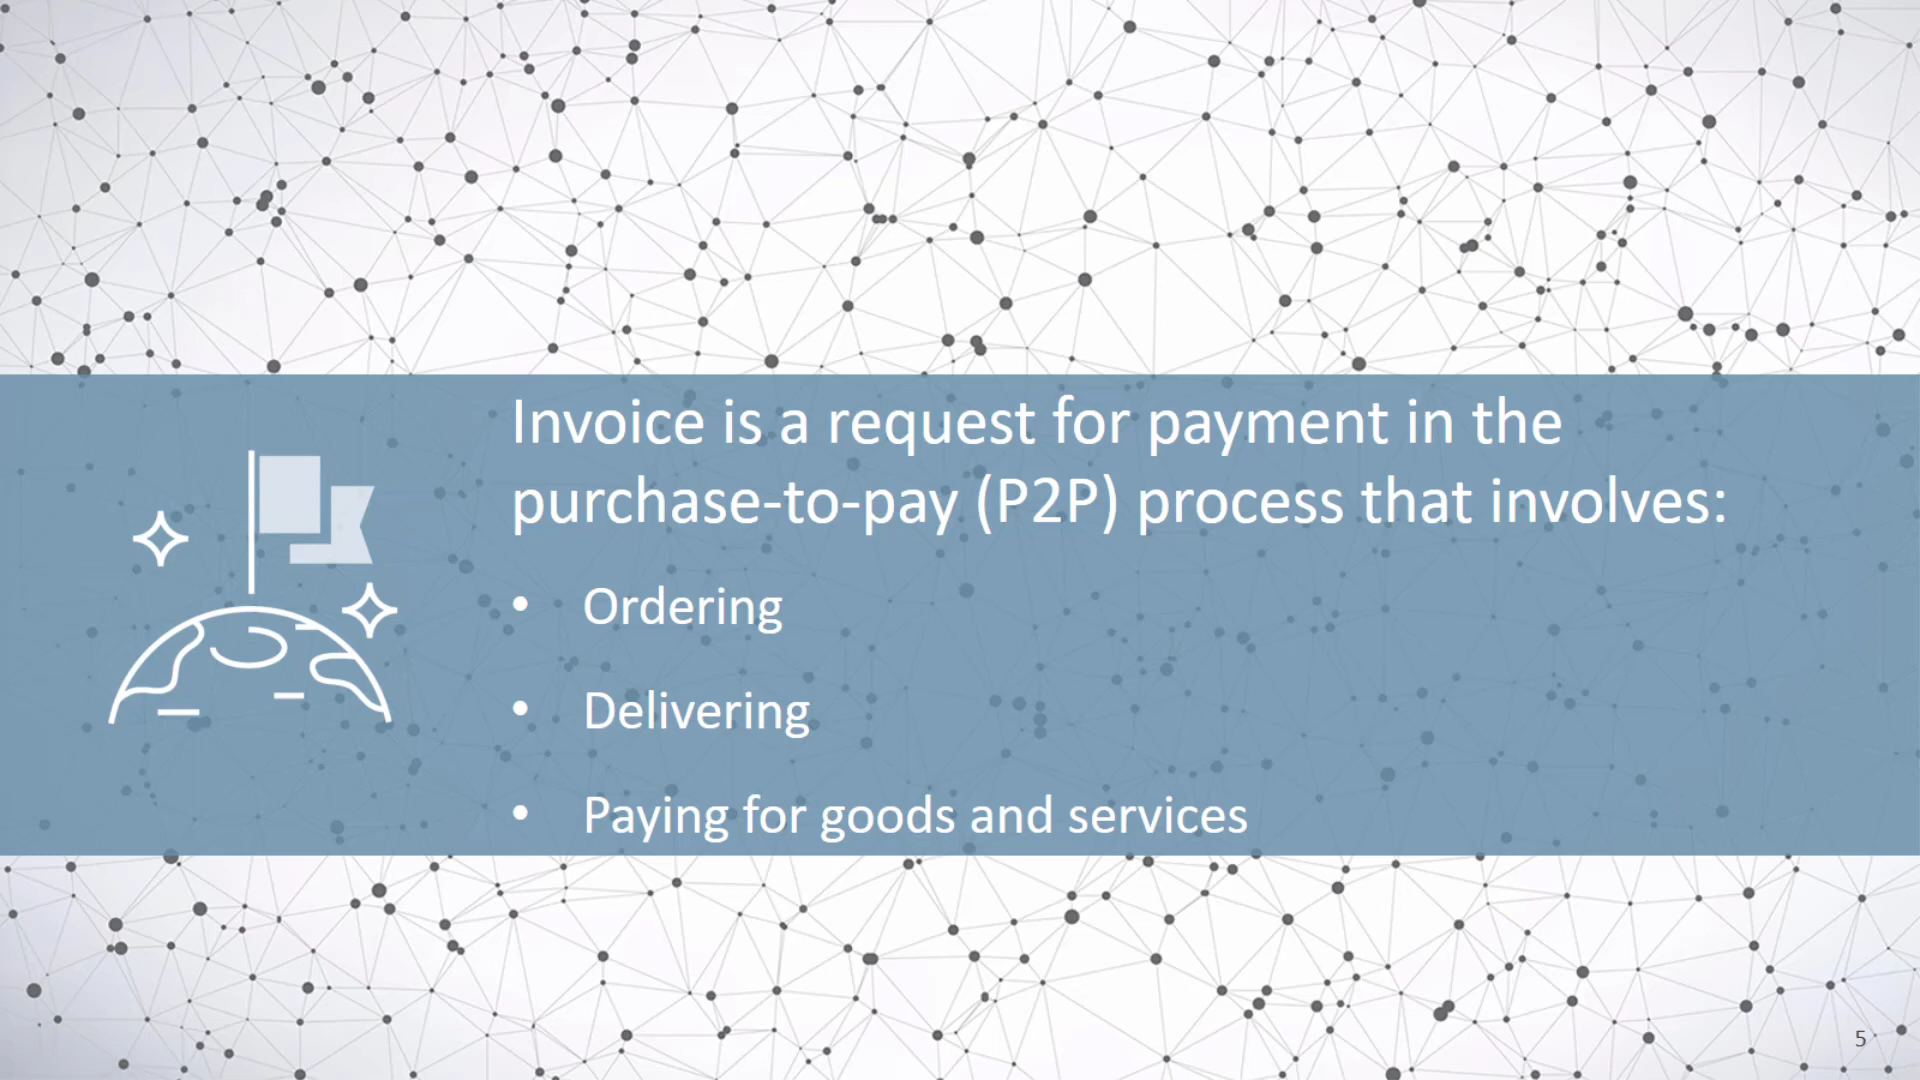 Invoice is a request for payment in the
purchase-to-pay (P2P) process that involves:
• Ordering
• Delivering
• Paying for goods and services
5